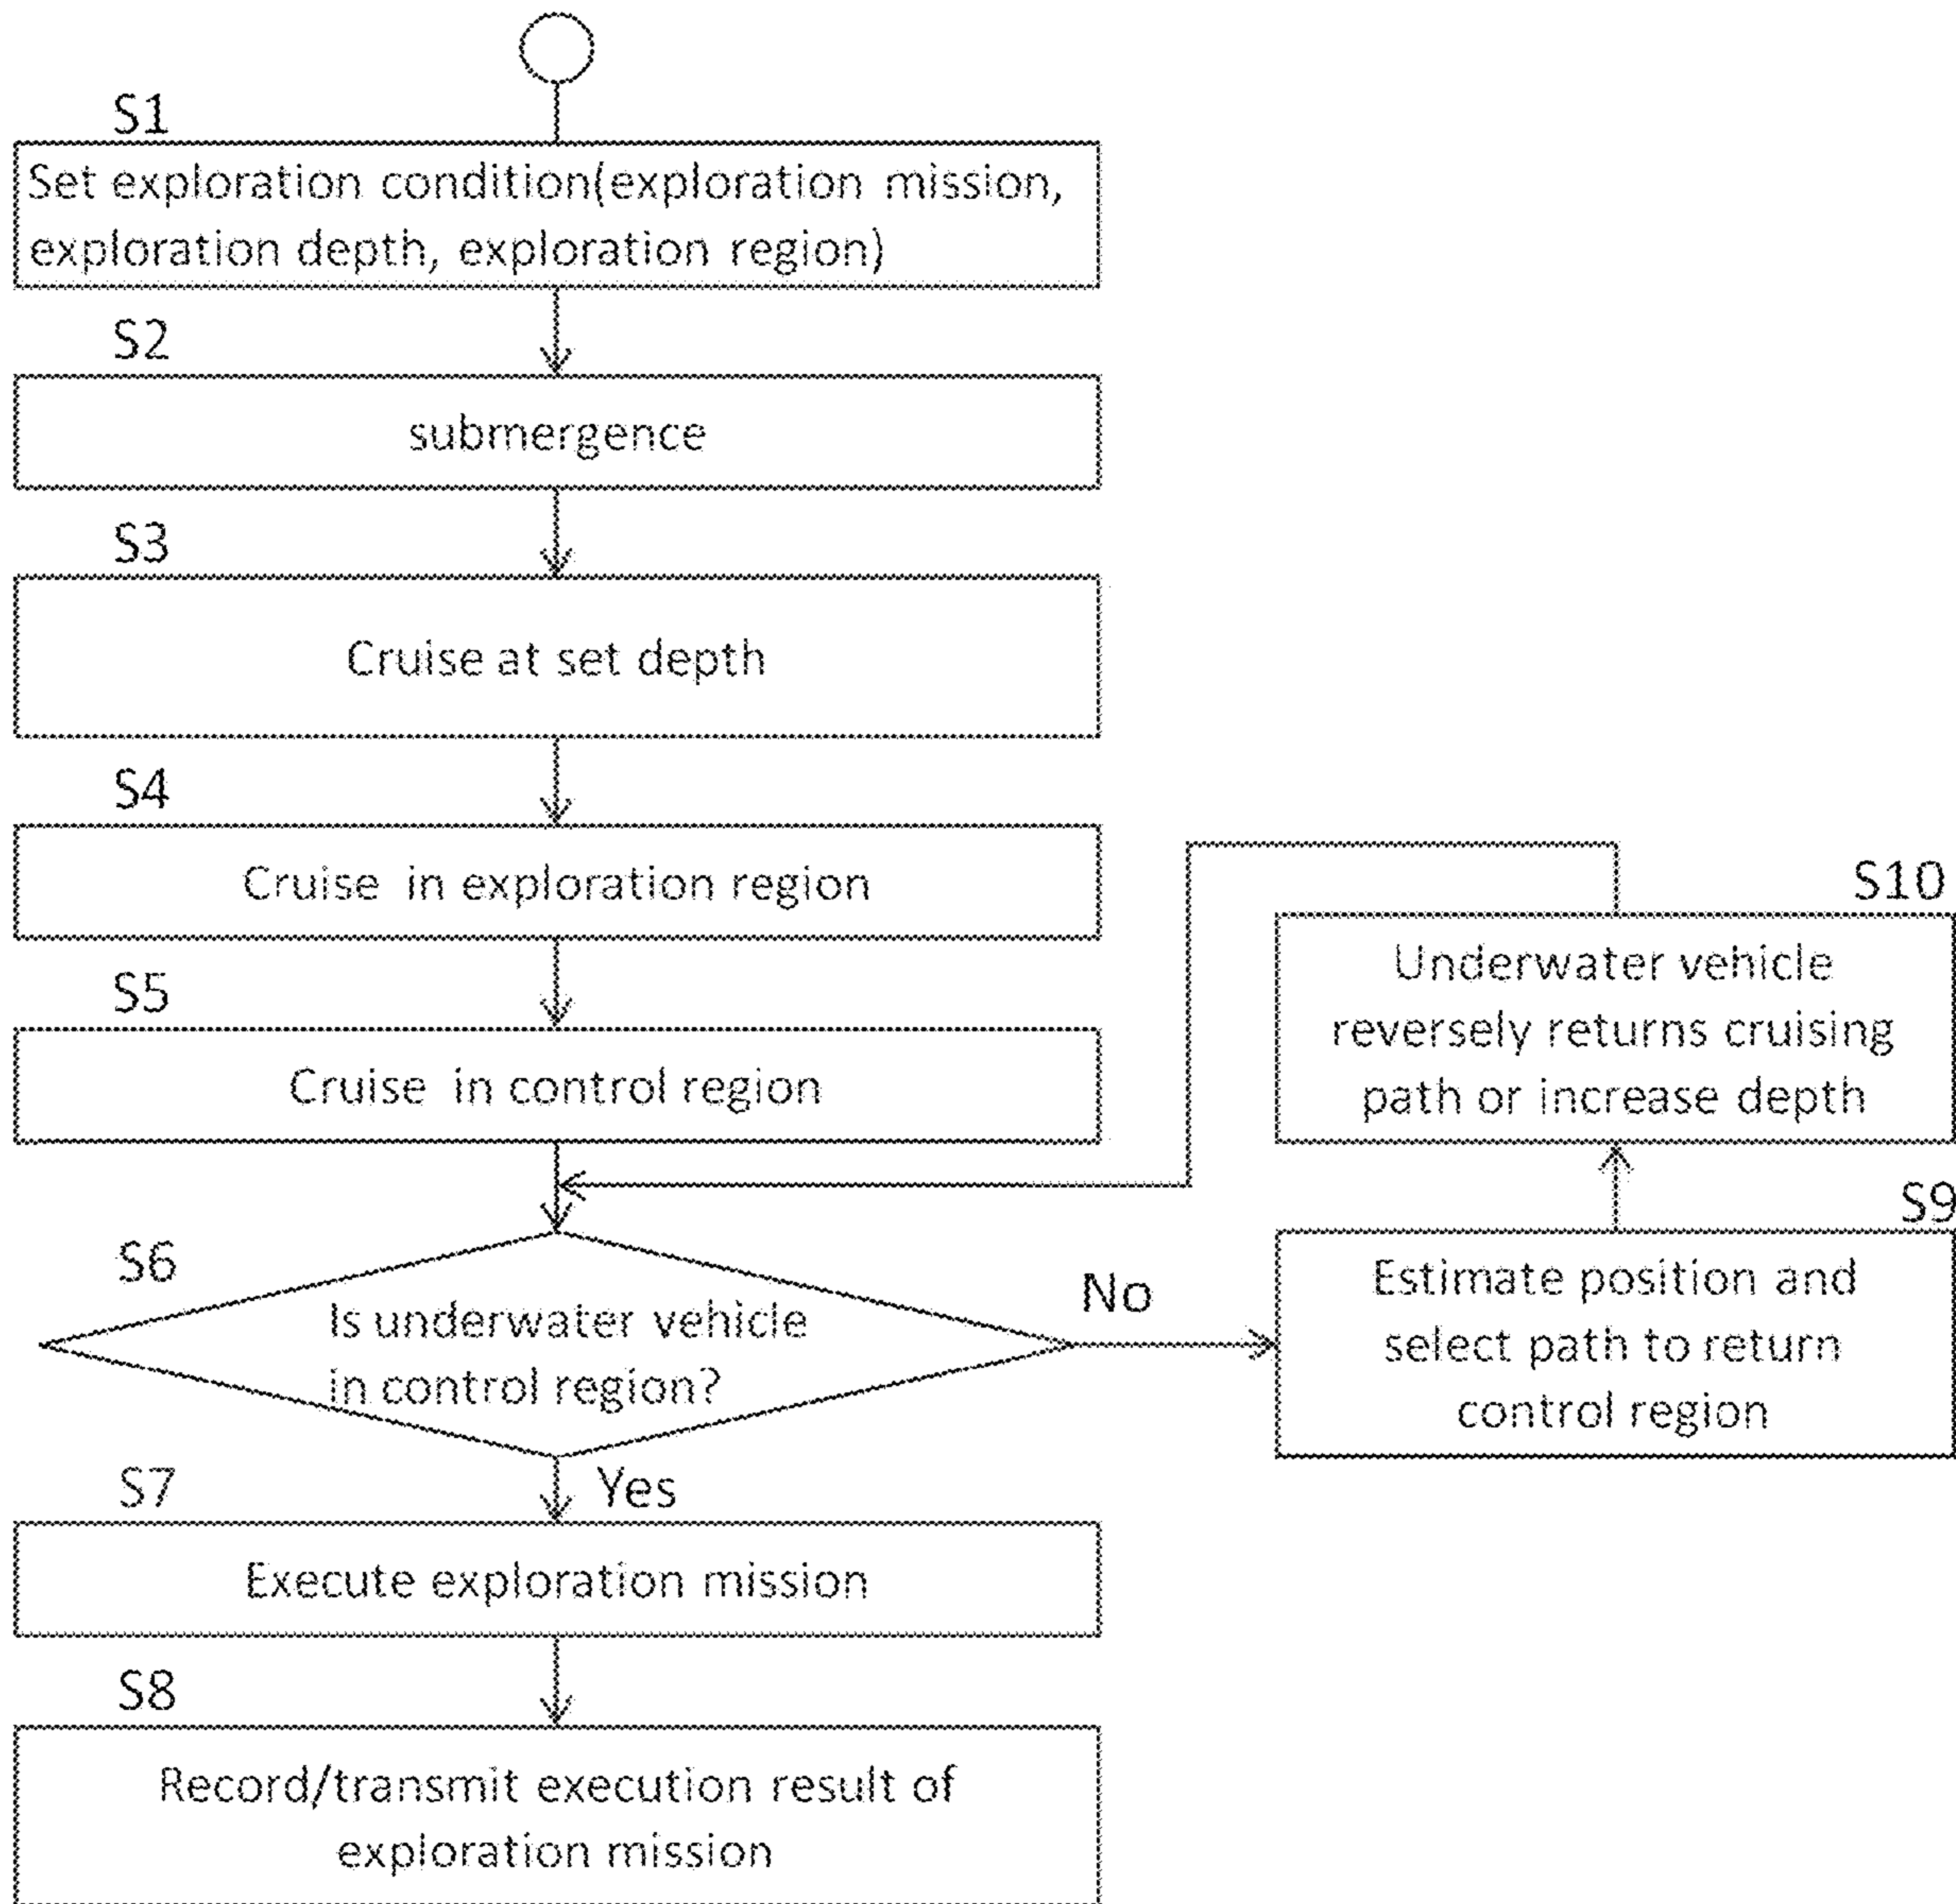 S1
Set exploration condition(exploration mission,
exploration depth, exploration region)
S2
submergence
S3
Cruise at set depth
S4
Cruise in exploration region
S5
Cruise in control region
S6
Is underwater vehicle
in control region?
No
Yes
S7
Execute exploration mission
S8
Record/transmit execution result of
exploration mission
S9
Estimate position and
select path to return
control region
S10
Underwater vehicle
reversely returns cruising
path or increase depth